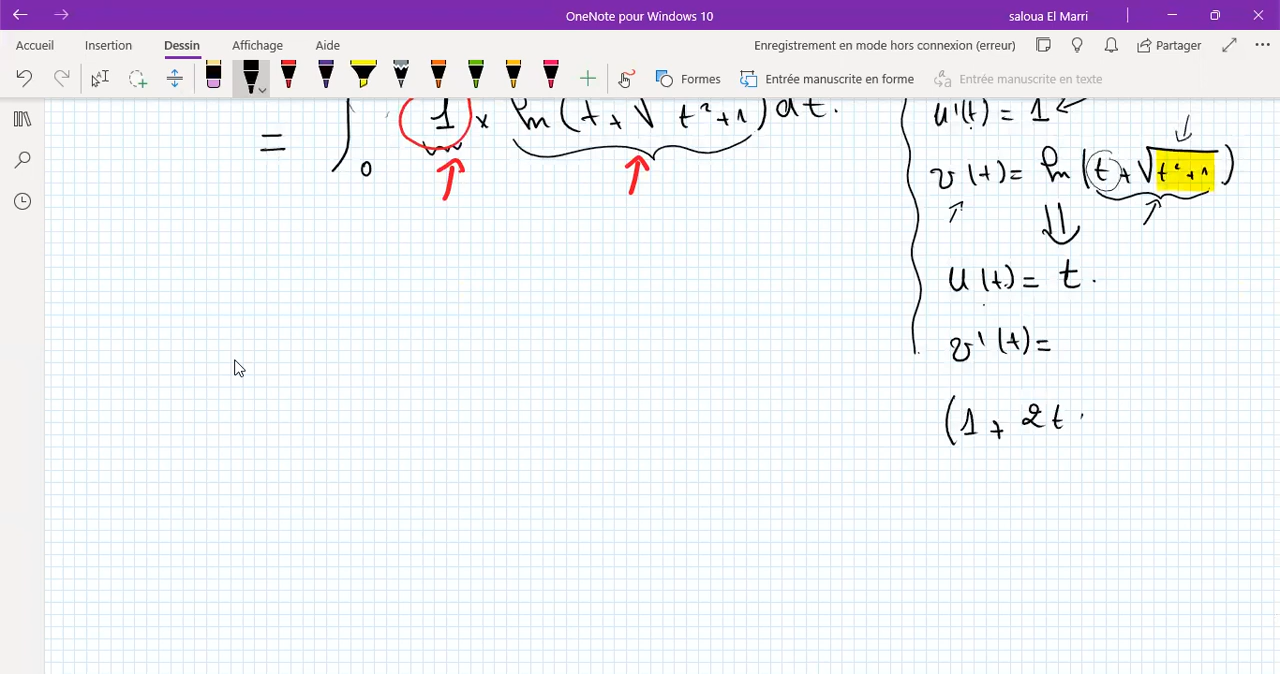 OneNote pour Windows 10
saloua El Marri
Accueil Insertion Dessin Affichage Aide
Enregistrement en mode hors connexion (erreur)
Partager
Formes
Entrée manuscrite en forme
Entrée manuscrite en texte
= ∫₀ 1 × ln(t + √t²+1) dt.
u'(t) = 1
v(t) = ln(t + √t²+1)
⇓
u(t) = t.
v'(t) =
(1 + 2t